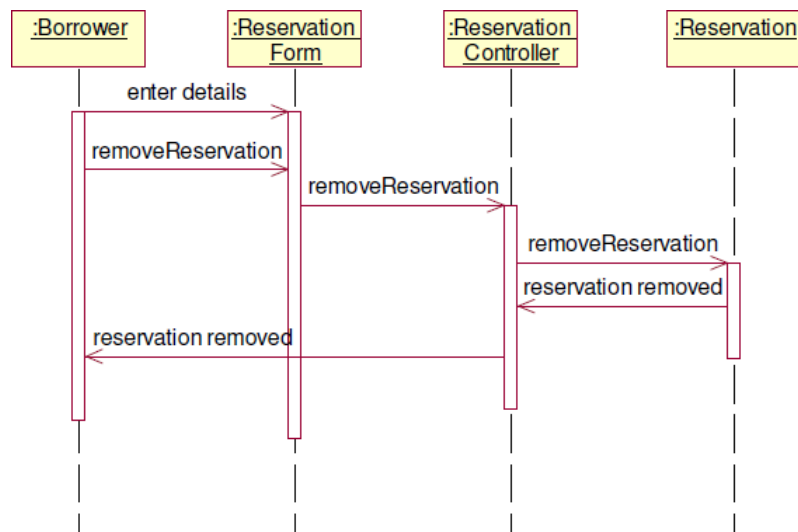 :Borrower
:Reservation
Form
:Reservation
Controller
:Reservation
enter details
removeReservation
removeReservation
removeReservation
reservation removed
reservation removed